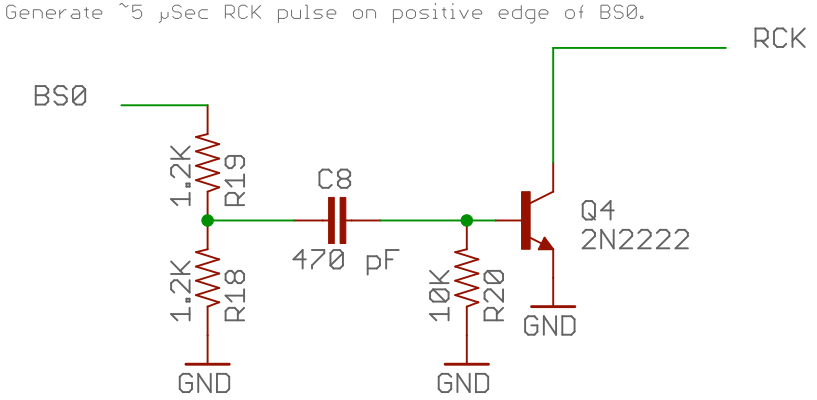 Generate ~5 µSec RCK pulse on positive edge of BS0.
RCK
BS0
1.2K
R19
C8
470 pF
Q4
2N2222
1.2K
R18
10K
R20
GND
GND
GND